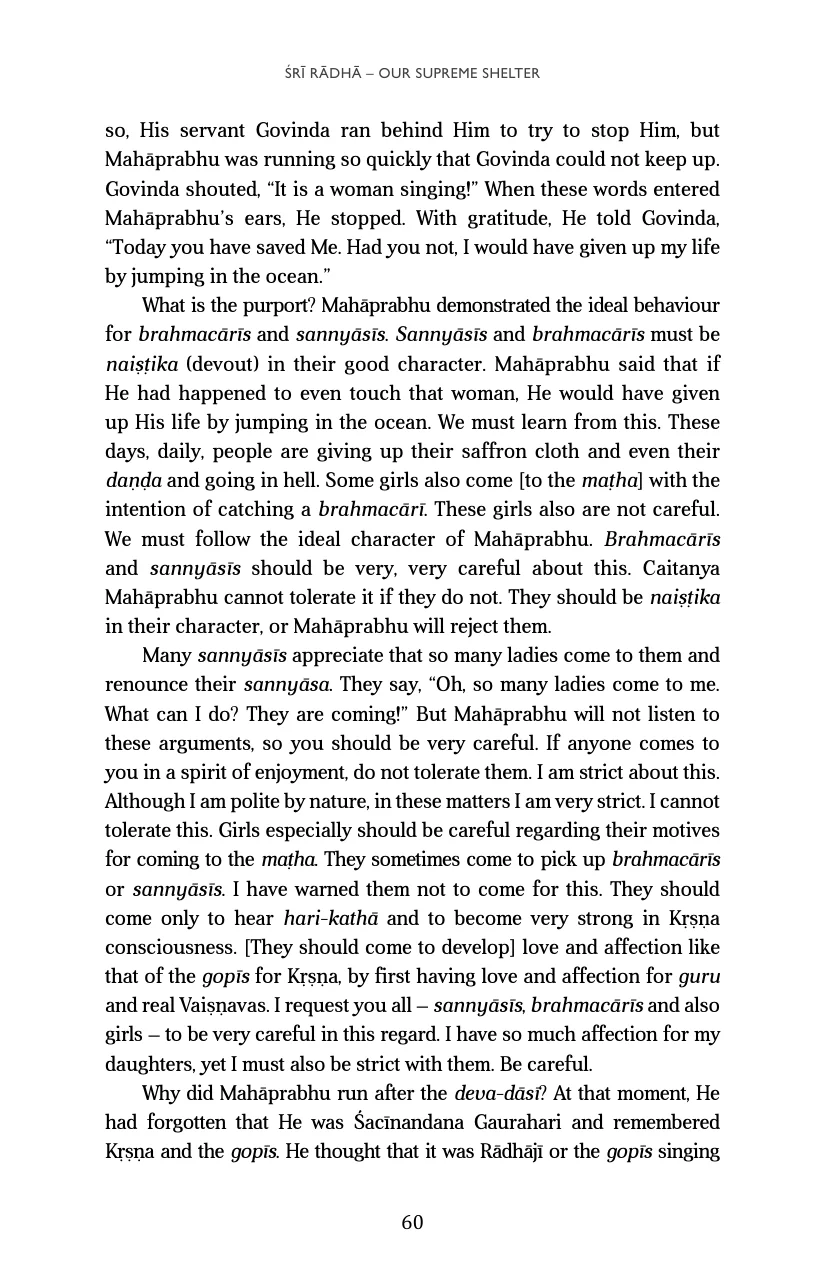 ŚRĪ RĀDHĀ – OUR SUPREME SHELTER
so, His servant Govinda ran behind Him to try to stop Him, but
Mahāprabhu was running so quickly that Govinda could not keep up.
Govinda shouted, “It is a woman singing!” When these words entered
Mahāprabhu’s ears, He stopped. With gratitude, He told Govinda,
“Today you have saved Me. Had you not, I would have given up my life
by jumping in the ocean.”
What is the purport? Mahāprabhu demonstrated the ideal behaviour
for brahmacārīs and sannyāsīs. Sannyāsīs and brahmacārīs must be
naiṣṭika (devout) in their good character. Mahāprabhu said that if
He had happened to even touch that woman, He would have given
up His life by jumping in the ocean. We must learn from this. These
days, daily, people are giving up their saffron cloth and even their
daṇḍa and going in hell. Some girls also come [to the maṭha] with the
intention of catching a brahmacārī. These girls also are not careful.
We must follow the ideal character of Mahāprabhu. Brahmacārīs
and sannyāsīs should be very, very careful about this. Caitanya
Mahāprabhu cannot tolerate it if they do not. They should be naiṣṭika
in their character, or Mahāprabhu will reject them.
Many sannyāsīs appreciate that so many ladies come to them and
renounce their sannyāsa. They say, “Oh, so many ladies come to me.
What can I do? They are coming!” But Mahāprabhu will not listen to
these arguments, so you should be very careful. If anyone comes to
you in a spirit of enjoyment, do not tolerate them. I am strict about this.
Although I am polite by nature, in these matters I am very strict. I cannot
tolerate this. Girls especially should be careful regarding their motives
for coming to the maṭha. They sometimes come to pick up brahmacārīs
or sannyāsīs. I have warned them not to come for this. They should
come only to hear hari-kathā and to become very strong in Kṛṣṇa
consciousness. [They should come to develop] love and affection like
that of the gopīs for Kṛṣṇa, by first having love and affection for guru
and real Vaiṣṇavas. I request you all – sannyāsīs, brahmacārīs and also
girls – to be very careful in this regard. I have so much affection for my
daughters, yet I must also be strict with them. Be careful.
Why did Mahāprabhu run after the deva-dāsī? At that moment, He
had forgotten that He was Śacīnandana Gaurahari and remembered
Kṛṣṇa and the gopīs. He thought that it was Rādhājī or the gopīs singing
60